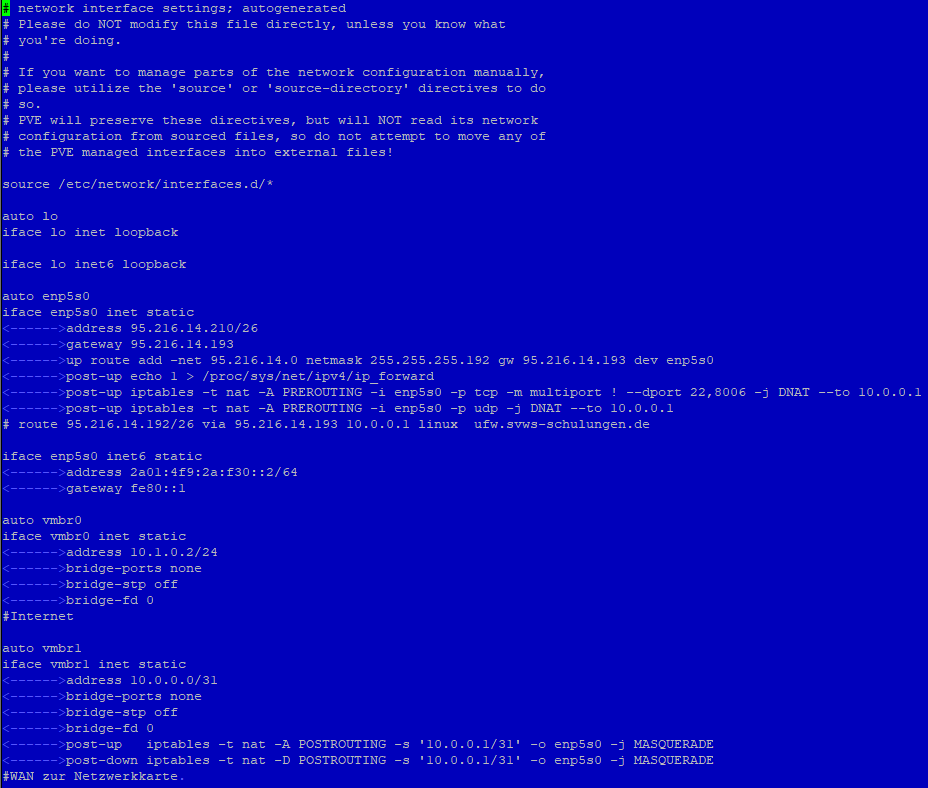 # network interface settings; autogenerated
# Please do NOT modify this file directly, unless you know what
# you're doing.
#
# If you want to manage parts of the network configuration manually,
# please utilize the 'source' or 'source-directory' directives to do
# so.
# PVE will preserve these directives, but will NOT read its network
# configuration from sourced files, so do not attempt to move any of
# the PVE managed interfaces into external files!

source /etc/network/interfaces.d/*

auto lo
iface lo inet loopback

iface lo inet6 loopback

auto enp5s0
iface enp5s0 inet static
<------>address 95.216.14.210/26
<------>gateway 95.216.14.193
<------>up route add -net 95.216.14.0 netmask 255.255.255.192 gw 95.216.14.193 dev enp5s0
<------>post-up echo 1 > /proc/sys/net/ipv4/ip_forward
<------>post-up iptables -t nat -A PREROUTING -i enp5s0 -p tcp -m multiport ! --dport 22,8006 -j DNAT --to 10.0.0.1
<------>post-up iptables -t nat -A PREROUTING -i enp5s0 -p udp -j DNAT --to 10.0.0.1
# route 95.216.14.192/26 via 95.216.14.193 10.0.0.1 linux  ufw.svws-schulungen.de

iface enp5s0 inet6 static
<------>address 2a01:4f9:2a:f30::2/64
<------>gateway fe80::1

auto vmbr0
iface vmbr0 inet static
<------>address 10.1.0.2/24
<------>bridge-ports none
<------>bridge-stp off
<------>bridge-fd 0
#Internet

auto vmbr1
iface vmbr1 inet static
<------>address 10.0.0.0/31
<------>bridge-ports none
<------>bridge-stp off
<------>bridge-fd 0
<------>post-up   iptables -t nat -A POSTROUTING -s '10.0.0.1/31' -o enp5s0 -j MASQUERADE
<------>post-down iptables -t nat -D POSTROUTING -s '10.0.0.1/31' -o enp5s0 -j MASQUERADE
#WAN zur Netzwerkkarte.